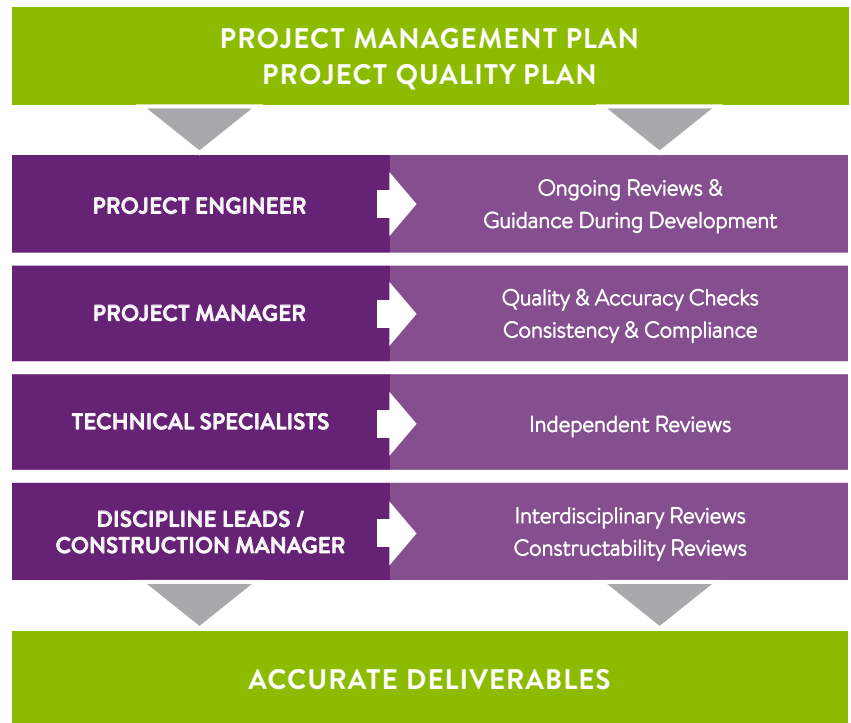 PROJECT MANAGEMENT PLAN
PROJECT QUALITY PLAN
PROJECT ENGINEER
Ongoing Reviews &
Guidance During Development
PROJECT MANAGER
Quality & Accuracy Checks
Consistency & Compliance
TECHNICAL SPECIALISTS
Independent Reviews
DISCIPLINE LEADS /
CONSTRUCTION MANAGER
Interdisciplinary Reviews
Constructability Reviews
ACCURATE DELIVERABLES